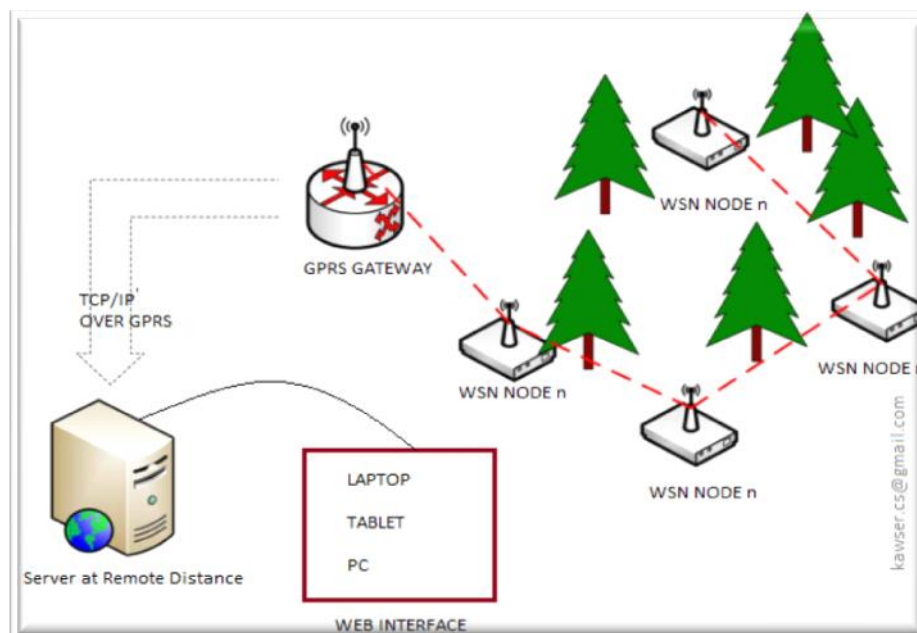 WSN NODE n
GPRS GATEWAY
TCP/IP'
OVER GPRS
WSN NODE n
WSN NODE
WSN NODE n
LAPTOP
TABLET
PC
Server at Remote Distance
WEB INTERFACE
kawser.cs@gmail.com